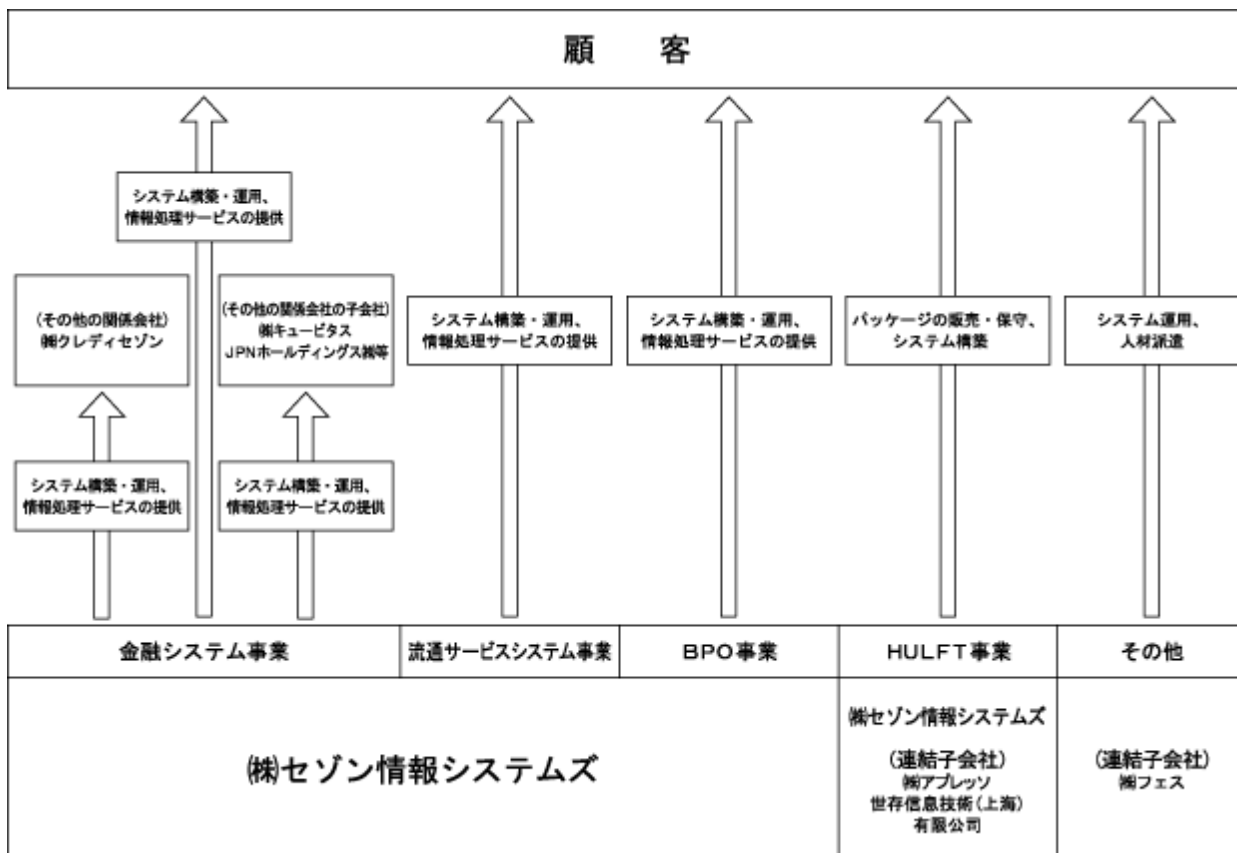 顧 客
システム構築・運用、
情報処理サービスの提供
(その他の関係会社)
㈱クレディセゾン
(その他の関係会社の子会社)
㈱キュービタス
JPNホールディングス㈱等
システム構築・運用、
情報処理サービスの提供
システム構築・運用、
情報処理サービスの提供
パッケージの販売・保守、
システム構築
システム運用、
人材派遣
システム構築・運用、
情報処理サービスの提供
システム構築・運用、
情報処理サービスの提供
金融システム事業
流通サービスシステム事業
BPO事業
HULFT事業
その他
㈱セゾン情報システムズ
㈱セゾン情報システムズ
(連結子会社)
㈱アプレッソ
世存信息技術(上海)
有限公司
(連結子会社)
㈱フェス